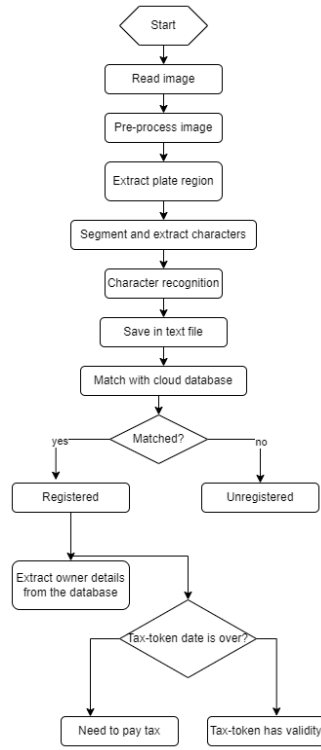 Start
Read image
Pre-process image
Extract plate region
Segment and extract characters
Character recognition
Save in text file
Match with cloud database
Matched?
yes
no
Registered
Unregistered
Extract owner details
from the database
Tax-token date is over?
Need to pay tax
Tax-token has validity